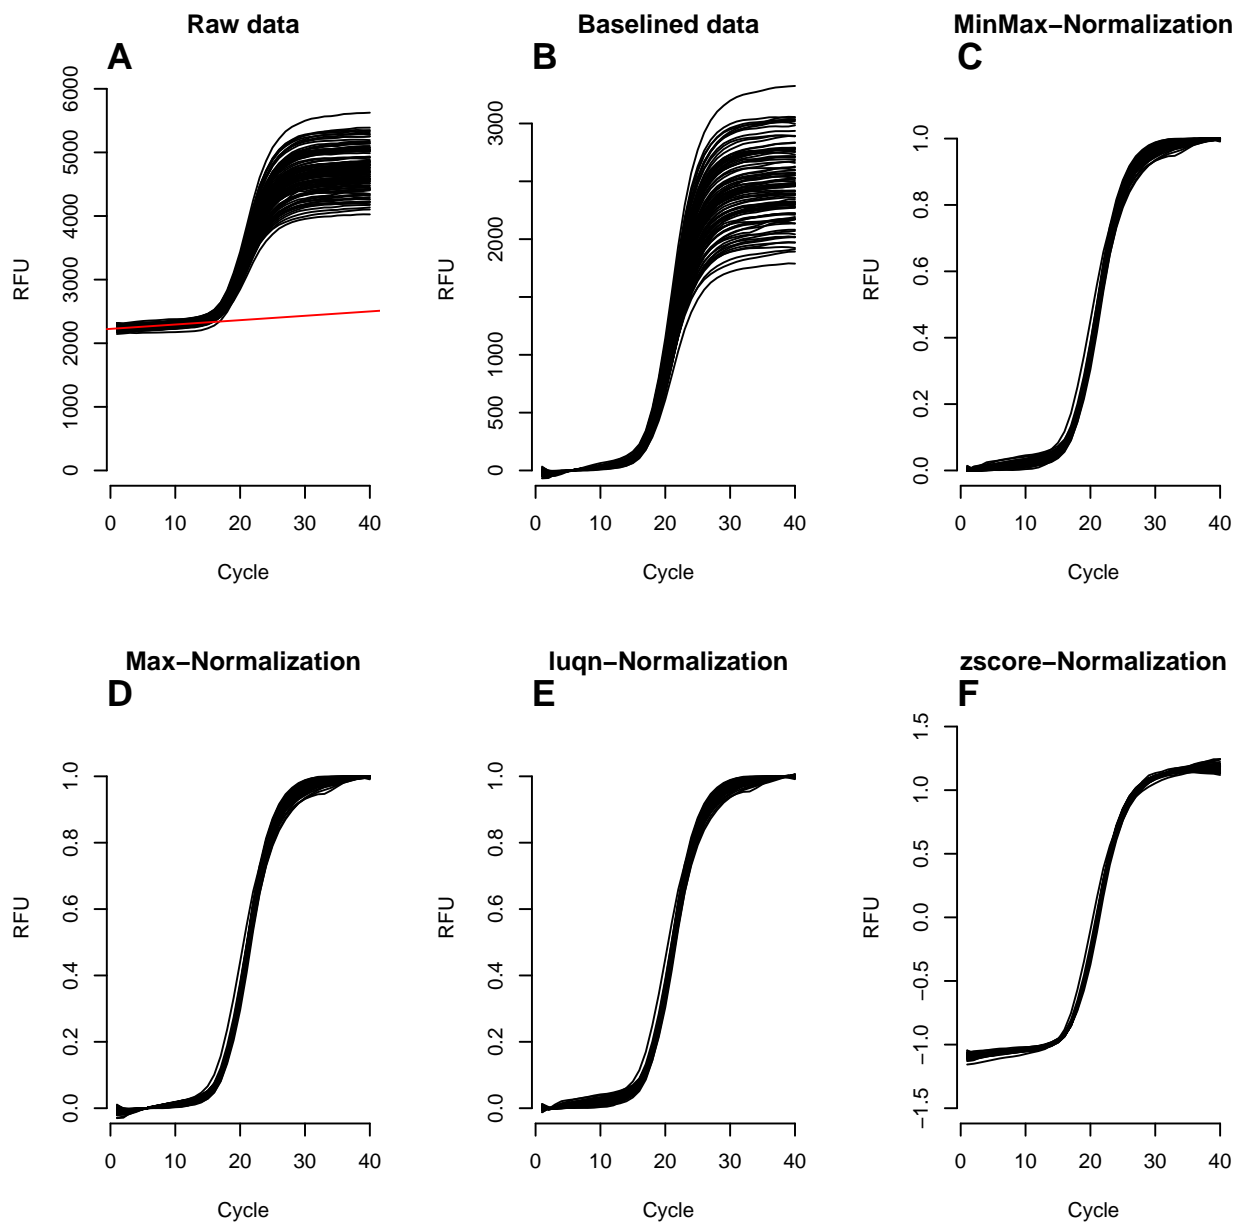 Raw data
A
RFU
0 1000 2000 3000 4000 5000 6000
0 10 20 30 40
Cycle
Baselined data
B
RFU
0 500 1000 2000 3000
0 10 20 30 40
Cycle
MinMax−Normalization
C
RFU
0.0 0.2 0.4 0.6 0.8 1.0
0 10 20 30 40
Cycle
Max−Normalization
D
RFU
0.0 0.2 0.4 0.6 0.8 1.0
0 10 20 30 40
Cycle
luqn−Normalization
E
RFU
0.0 0.2 0.4 0.6 0.8 1.0
0 10 20 30 40
Cycle
zscore−Normalization
F
RFU
−1.5 −1.0 −0.5 0.0 0.5 1.0 1.5
0 10 20 30 40
Cycle